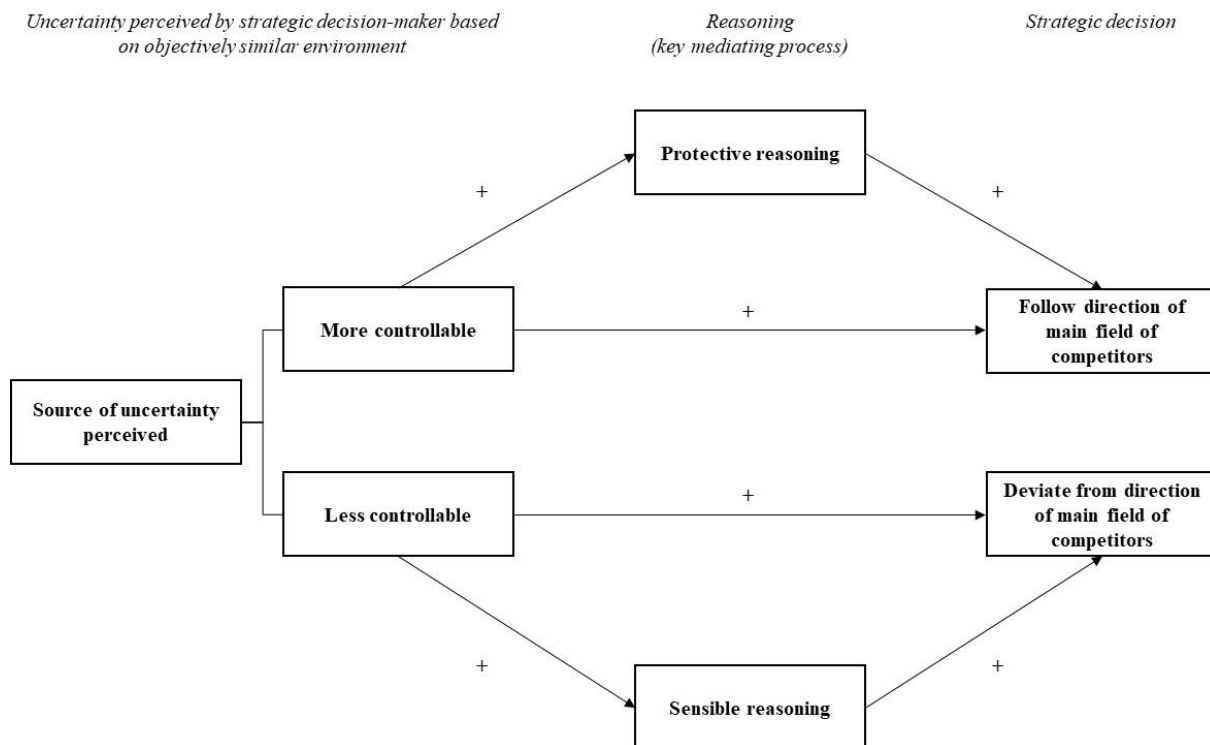 Uncertainty perceived by strategic decision-maker based
on objectively similar environment
Reasoning
(key mediating process)
Strategic decision
Protective reasoning
+
+
More controllable
+
Follow direction of
main field of
competitors
Source of uncertainty
perceived
Less controllable
+
Deviate from direction
of main field of
competitors
+
+
Sensible reasoning